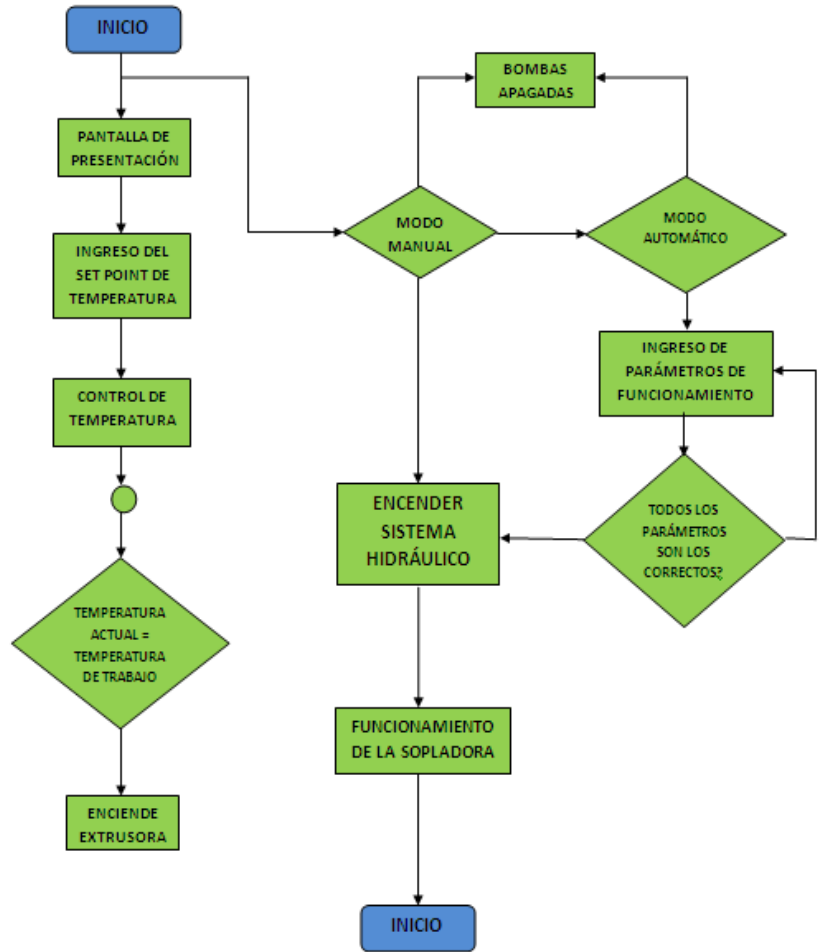 INICIO
BOMBAS
APAGADAS
PANTALLA DE
PRESENTACIÓN
MODO
MANUAL
MODO
AUTOMÁTICO
INGRESO DEL
SET POINT DE
TEMPERATURA
INGRESO DE
PARÁMETROS DE
FUNCIONAMIENTO
CONTROL DE
TEMPERATURA
ENCENDER
SISTEMA
HIDRÁULICO
TODOS LOS
PARÁMETROS
SON LOS
CORRECTOS¿
TEMPERATURA
ACTUAL =
TEMPERATURA
DE TRABAJO
FUNCIONAMIENTO
DE LA SOPLADORA
ENCIENDE
EXTRUSORA
INICIO